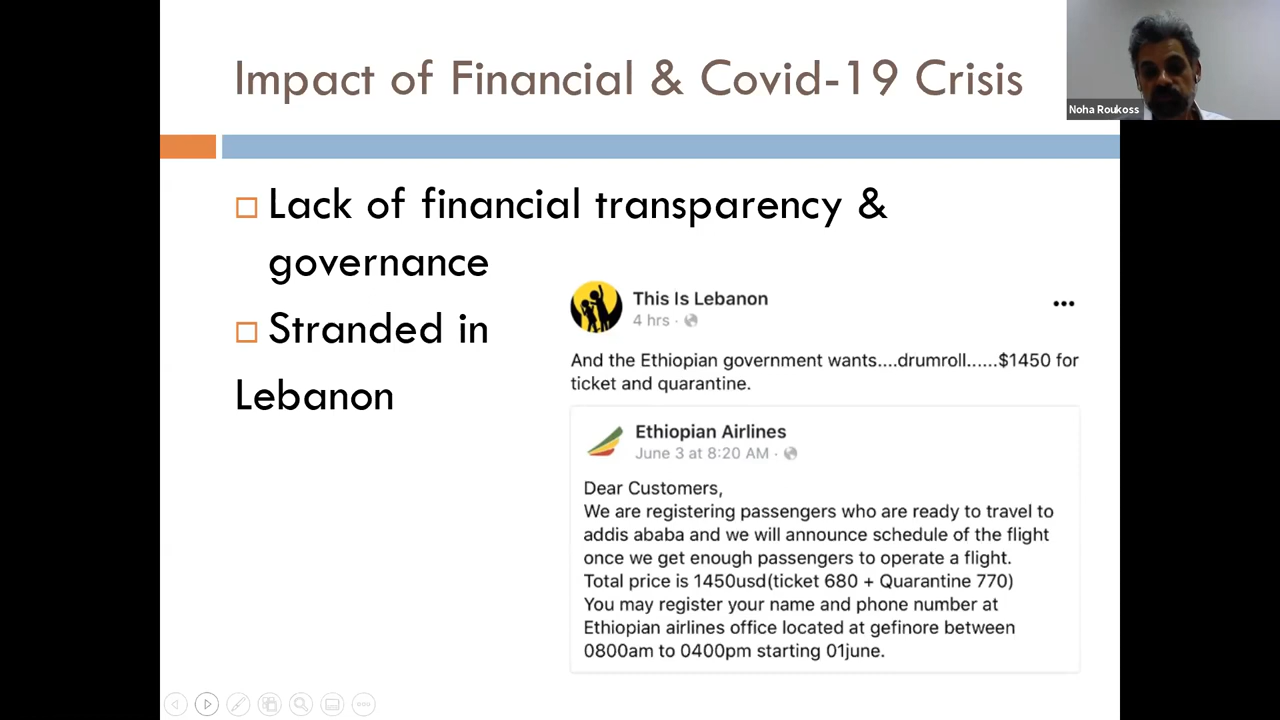 Impact of Financial & Covid-19 Crisis
Noha Roukoss
Lack of financial transparency &
governance
Stranded in
Lebanon
This Is Lebanon
4 hrs ·
And the Ethiopian government wants....drumroll......$1450 for
ticket and quarantine.
Ethiopian Airlines
June 3 at 8:20 AM ·
Dear Customers,
We are registering passengers who are ready to travel to
addis ababa and we will announce schedule of the flight
once we get enough passengers to operate a flight.
Total price is 1450usd(ticket 680 + Quarantine 770)
You may register your name and phone number at
Ethiopian airlines office located at gefinore between
0800am to 0400pm starting 01june.